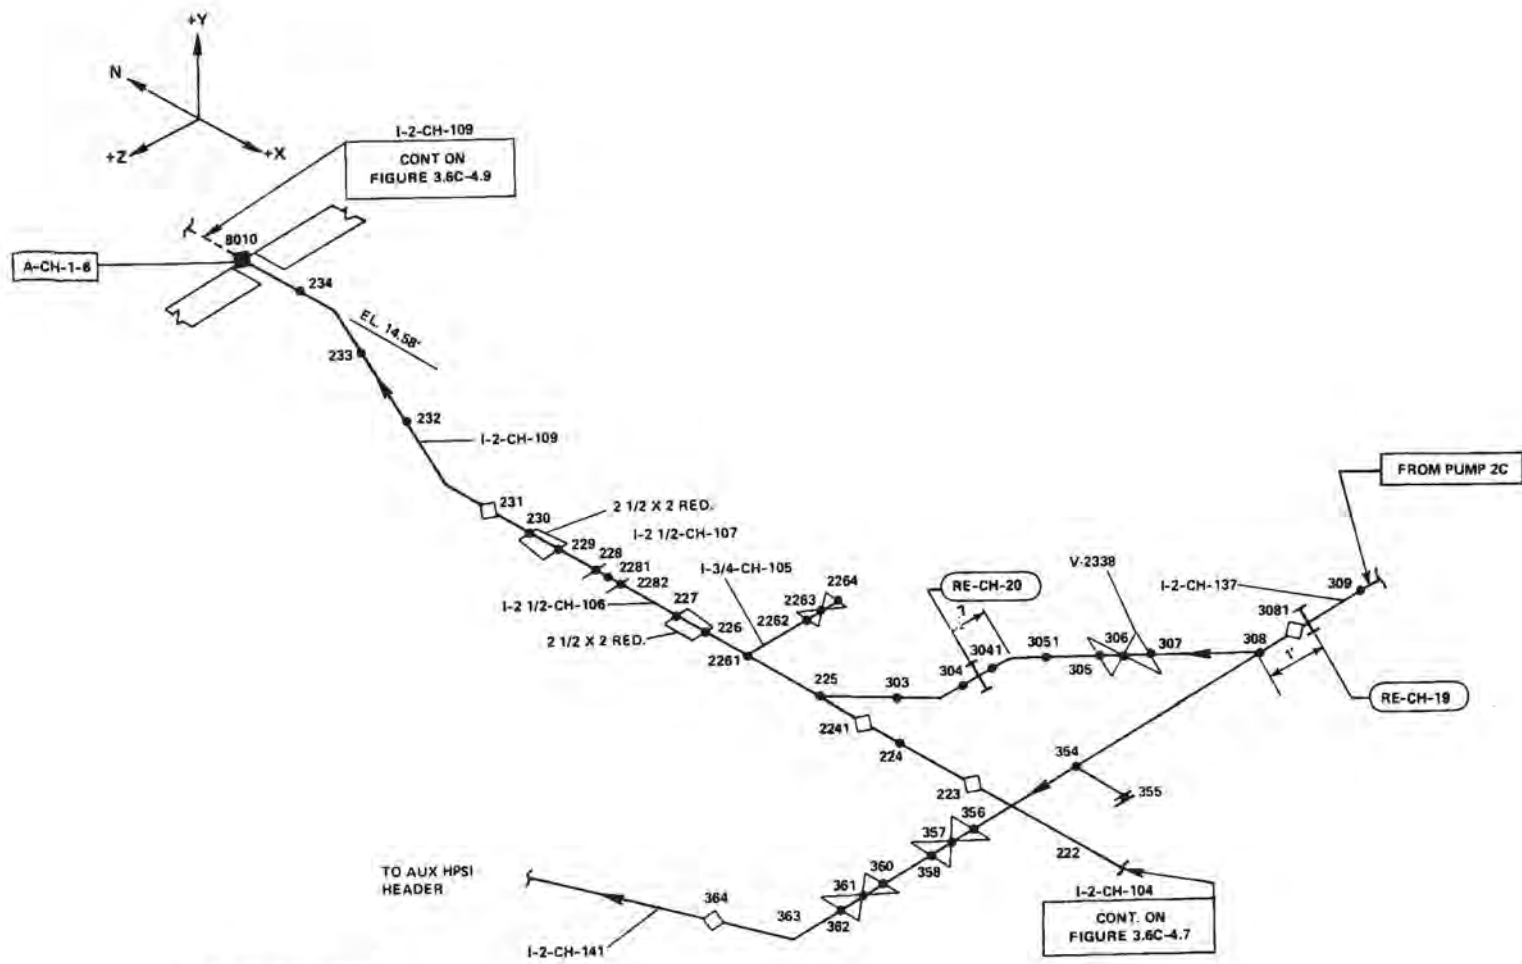 +Y
N
+Z
+X
I-2-CH-109
CONT ON
FIGURE 3.6C-4.9
8010
A-CH-1-6
234
EL. 14.58'
233
232
I-2-CH-109
FROM PUMP 2C
231
230
2 1/2 X 2 RED.
229
I-2 1/2-CH-107
228
2281
2282
I-3/4-CH-105
I-2 1/2-CH-106
227
2 1/2 X 2 RED.
226
2261
2262
2263
2264
RE-CH-20
V-2338
I-2-CH-137
309
3081
308
1'
RE-CH-19
307
306
305
3051
3041
304
303
225
2241
224
223
222
354
355
356
357
358
360
361
362
363
364
TO AUX HPSI
HEADER
I-2-CH-141
I-2-CH-104
CONT. ON
FIGURE 3.6C-4.7